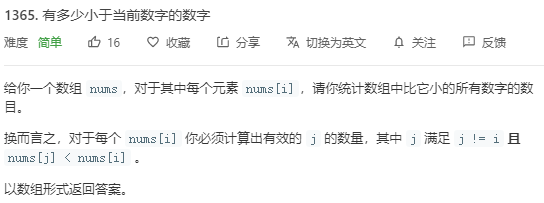 1365. 有多少小于当前数字的数字
难度 简单 16 收藏 分享 切换为英文 关注 反馈
给你一个数组 nums，对于其中每个元素 nums[i]，请你统计数组中比它小的所有数字的数
目。
换而言之，对于每个 nums[i] 你必须计算出有效的 j 的数量，其中 j 满足 j != i 且
nums[j] < nums[i] 。
以数组形式返回答案。